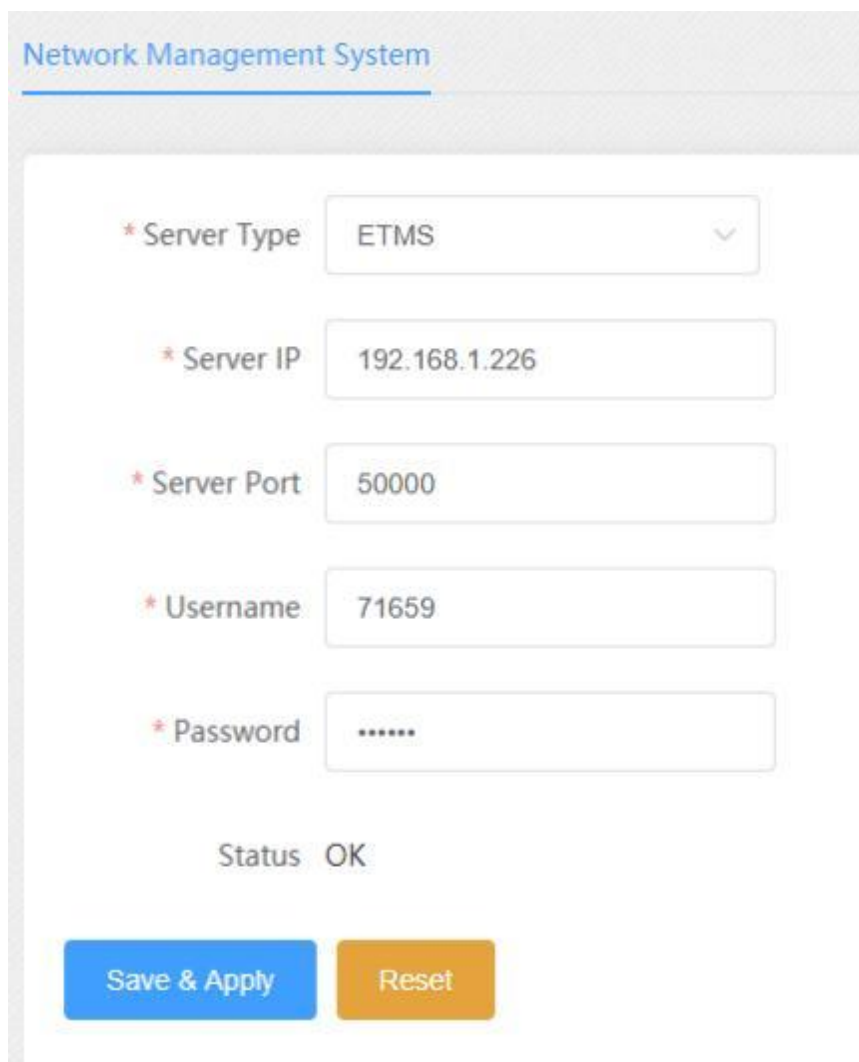 Network Management System
* Server Type ETMS
* Server IP 192.168.1.226
* Server Port 50000
* Username 71659
* Password ••••••
Status OK
Save & Apply Reset